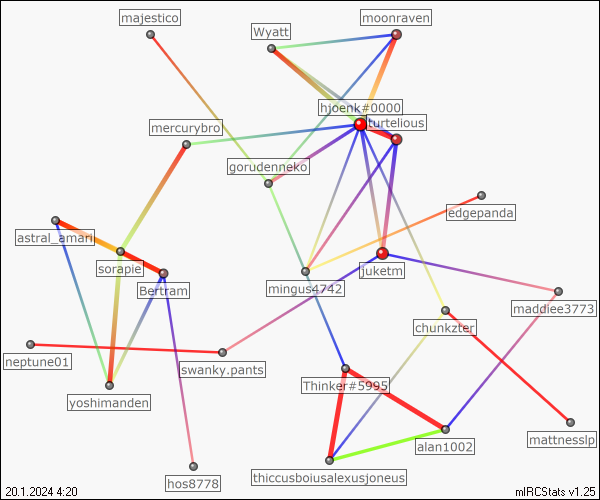 majestico
moonraven
Wyatt
hjoenk#0000
turtelious
mercurybro
gorudenneko
edgepanda
astral_amari
sorapie
juketm
Bertram
mingus4742
maddiee3773
chunkzter
neptune01
swanky.pants
Thinker#5995
yoshimanden
mattnesslp
alan1002
thiccusboiusalexusjoneus
hos8778
20.1.2024 4:20
mIRCStats v1.25